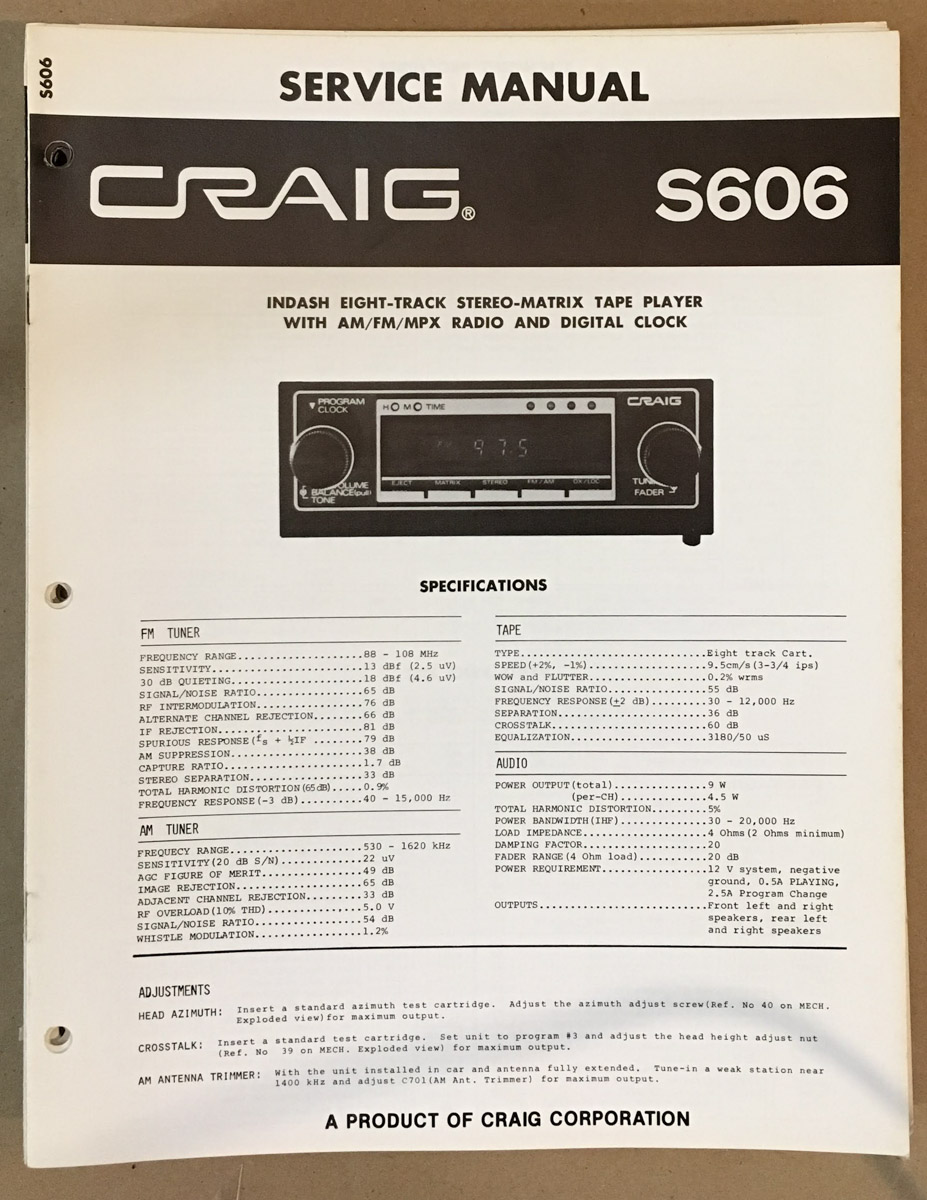 S606
SERVICE MANUAL
CRAIG®
S606
INDASH EIGHT-TRACK STEREO-MATRIX TAPE PLAYER
WITH AM/FM/MPX RADIO AND DIGITAL CLOCK
PROGRAM
CLOCK
H M TIME
CRAIG
97.5
EJECT MATRIX STEREO FM/AM DX/LOC
OLUME
BALANCE(pull)
TONE
TUN
FADER
SPECIFICATIONS
FM TUNER
FREQUENCY RANGE..................88 - 108 MHz
SENSITIVITY......................13 dBf (2.5 uV)
30 dB QUIETING...................18 dBf (4.6 uV)
SIGNAL/NOISE RATIO...............65 dB
RF INTERMODULATION...............76 dB
ALTERNATE CHANNEL REJECTION.......66 dB
IF REJECTION.....................81 dB
SPURIOUS RESPONSE(fs + ½IF .......79 dB
AM SUPPRESSION...................38 dB
CAPTURE RATIO....................1.7 dB
STEREO SEPARATION................33 dB
TOTAL HARMONIC DISTORTION(65dB).....0.9%
FREQUENCY RESPONSE(-3 dB).........40 - 15,000 Hz
AM TUNER
FREQUECY RANGE...................530 - 1620 kHz
SENSITIVITY(20 dB S/N)............22 uV
AGC FIGURE OF MERIT..............49 dB
IMAGE REJECTION..................65 dB
ADJACENT CHANNEL REJECTION........33 dB
RF OVERLOAD(10% THD)..............5.0 V
SIGNAL/NOISE RATIO...............54 dB
WHISTLE MODULATION...............1.2%
TAPE
TYPE...........................Eight track Cart.
SPEED(+2%, -1%).................9.5cm/s(3-3/4 ips)
WOW and FLUTTER.................0.2% wrms
SIGNAL/NOISE RATIO..............55 dB
FREQUENCY RESPONSE(±2 dB)........30 - 12,000 Hz
SEPARATION......................36 dB
CROSSTALK.......................60 dB
EQUALIZATION....................3180/50 uS
AUDIO
POWER OUTPUT(total).............9 W
(per-CH)............4.5 W
TOTAL HARMONIC DISTORTION........5%
POWER BANDWIDTH(IHF)............30 - 20,000 Hz
LOAD IMPEDANCE..................4 Ohms(2 Ohms minimum)
DAMPING FACTOR..................20
FADER RANGE(4 Ohm load)..........20 dB
POWER REQUIREMENT...............12 V system, negative
ground, 0.5A PLAYING,
2.5A Program Change
OUTPUTS........................Front left and right
speakers, rear left
and right speakers
ADJUSTMENTS
HEAD AZIMUTH: Insert a standard azimuth test cartridge. Adjust the azimuth adjust screw(Ref. No 40 on MECH.
Exploded view)for maximum output.
CROSSTALK: Insert a standard test cartridge. Set unit to program #3 and adjust the head height adjust nut
(Ref. No 39 on MECH. Exploded view) for maximum output.
AM ANTENNA TRIMMER: With the unit installed in car and antenna fully extended. Tune-in a weak station near
1400 kHz and adjust C701(AM Ant. Trimmer) for maximum output.
A PRODUCT OF CRAIG CORPORATION